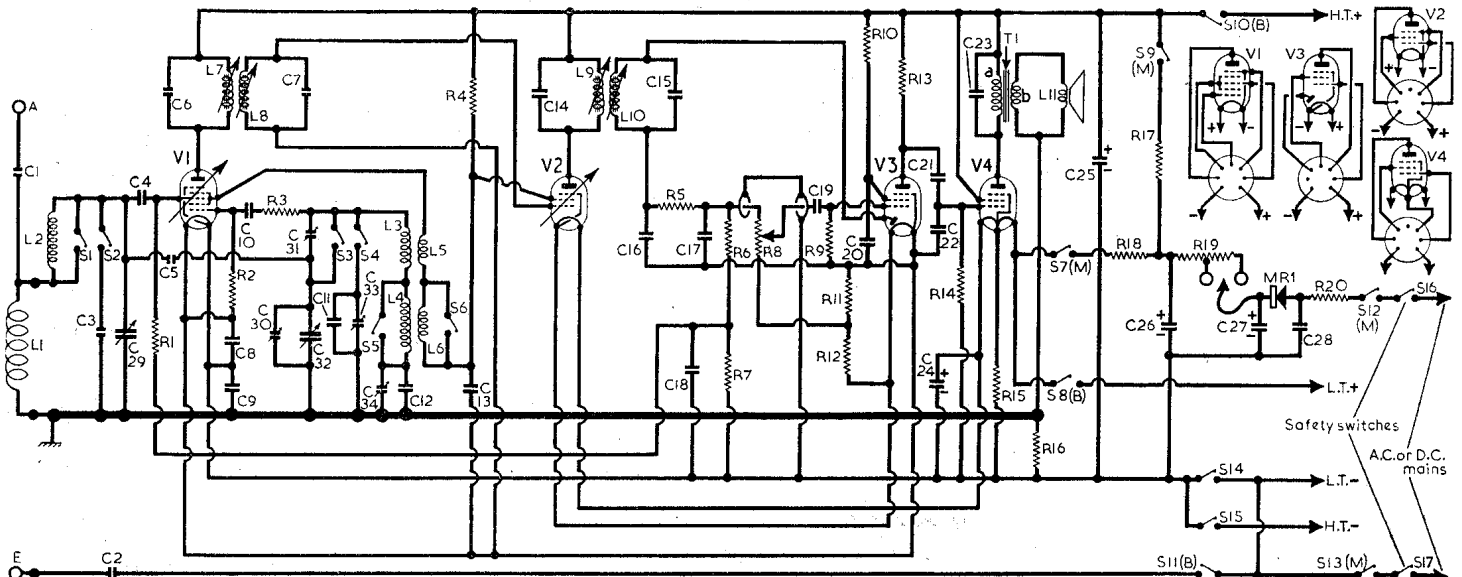 S10(B) H.T.+
V2
V1
V3
R10
S9 (M)
C23
T1
L7
C7
L9
C15
R13
A
C6
L8
R4
C14
L10
a
b
L11
R17
C1
V1
V2
V3
C21
V4
C25
V4
C4
R3
C10
C31
L3
L5
R5
C19
C22
L2
S1
S2
C5
R2
S3
S4
C16
C17
R6
R8
R9
C20
S7(M)
R18
R19
MR1
R20
S16
C11
C33
L4
S6
R11
R14
C26
C27
C28
S12 (M)
L1
C3
C29
R1
C8
C30
C32
S5
L6
R12
C24
R15
C18
R7
S8(B)
L.T.+
C9
C34
C12
C13
R16
Safety switches
A.C. or D.C. mains
S14
L.T.-
S15
H.T.-
E
C2
S11(B)
S13(M)
S17